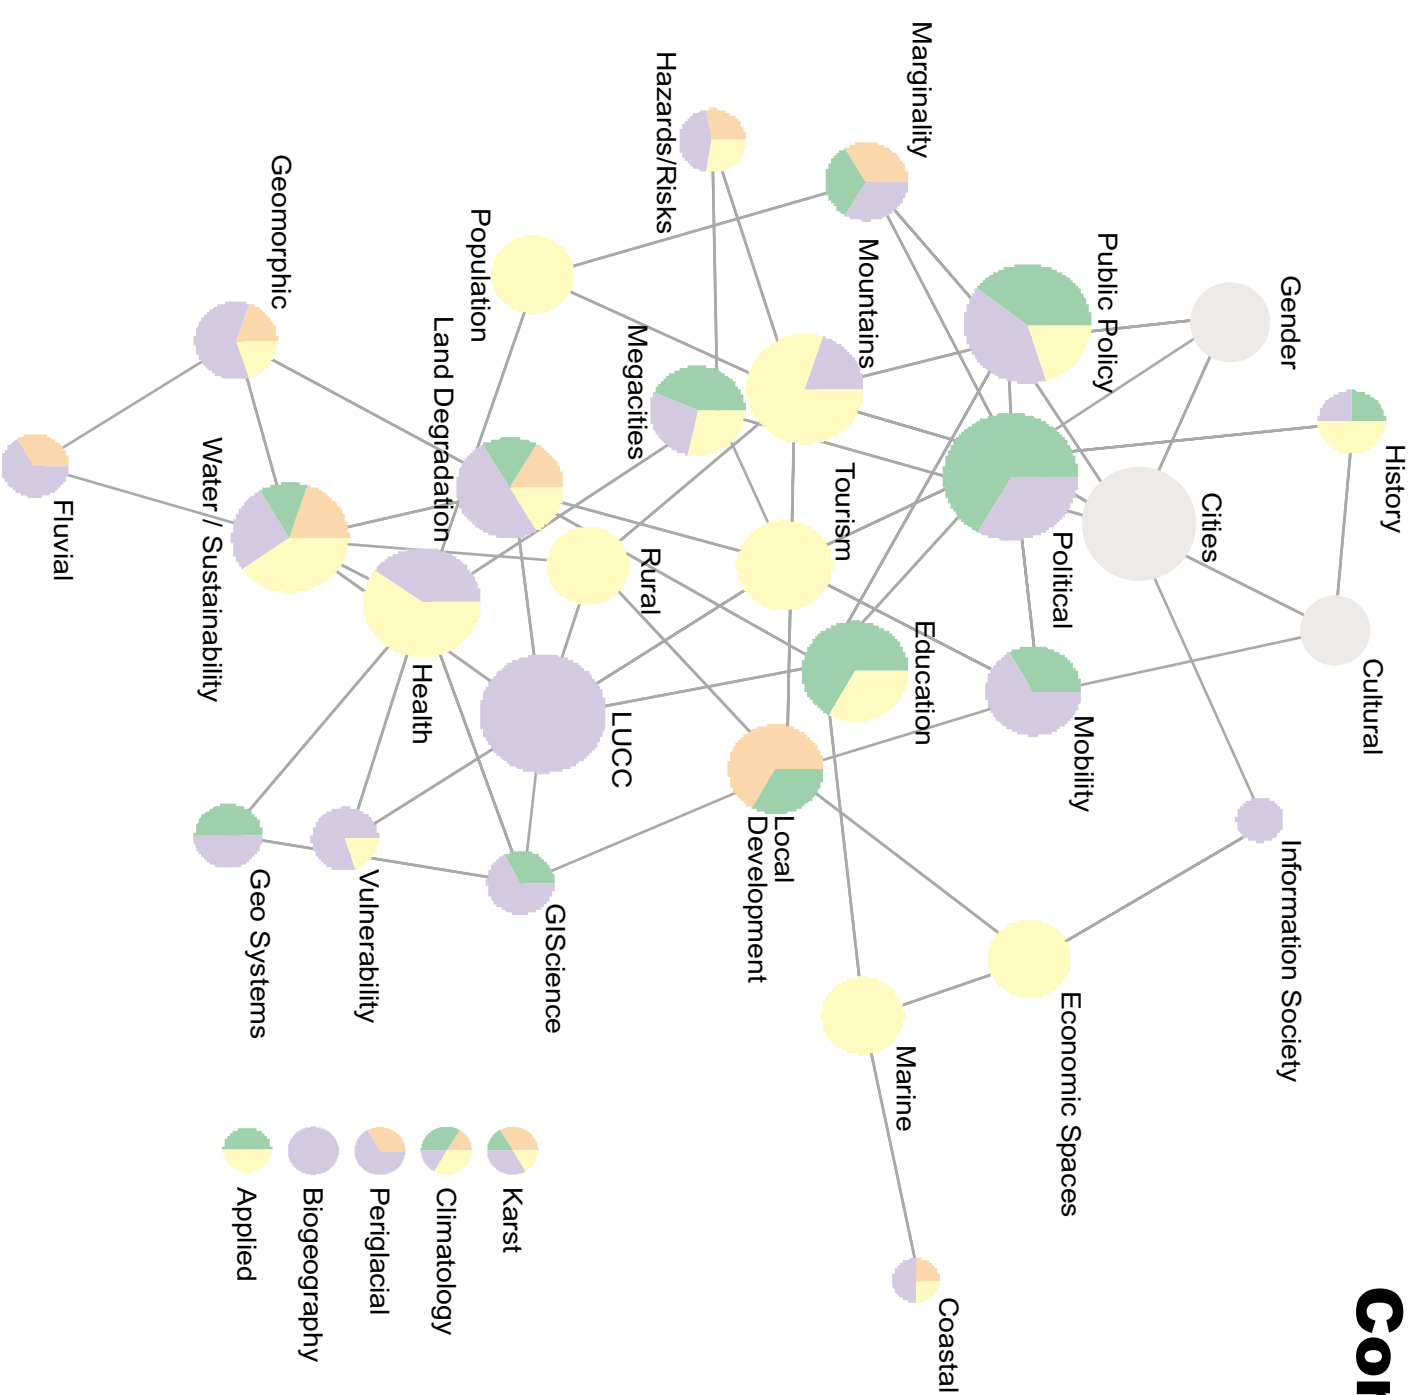 History
Cultural
Gender
Information Society
Cities
Public Policy
Mobility
Economic Spaces
Political
Coastal
Education
Marginality
Marine
Mountains
Tourism
Local
Development
Hazards/Risks
Rural
Megacities
LUCC
GIScience
Population
Land Degradation
Health
Vulnerability
Geomorphic
Geo Systems
Water / Sustainability
Fluvial
Karst
Climatology
Periglacial
Biogeography
Applied